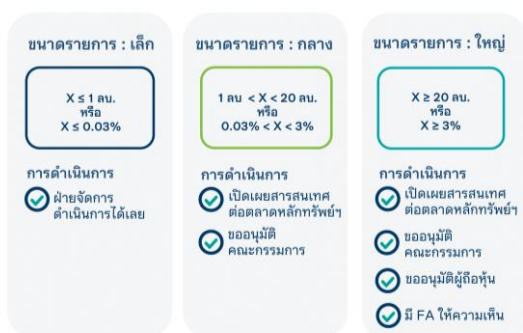 ขนาดรายการ : เล็ก
X ≤ 1 ลบ.
หรือ
X ≤ 0.03%
การดำเนินการ
ฝ่ายจัดการ
ดำเนินการได้เลย
ขนาดรายการ : กลาง
1 ลบ < X < 20 ลบ.
หรือ
0.03% < X < 3%
การดำเนินการ
เปิดเผยสารสนเทศ
ต่อตลาดหลักทรัพย์ฯ
ขออนุมัติ
คณะกรรมการ
ขนาดรายการ : ใหญ่
X ≥ 20 ลบ.
หรือ
X ≥ 3%
การดำเนินการ
เปิดเผยสารสนเทศ
ต่อตลาดหลักทรัพย์ฯ
ขออนุมัติ
คณะกรรมการ
ขออนุมัติผู้ถือหุ้น
มี FA ให้ความเห็น